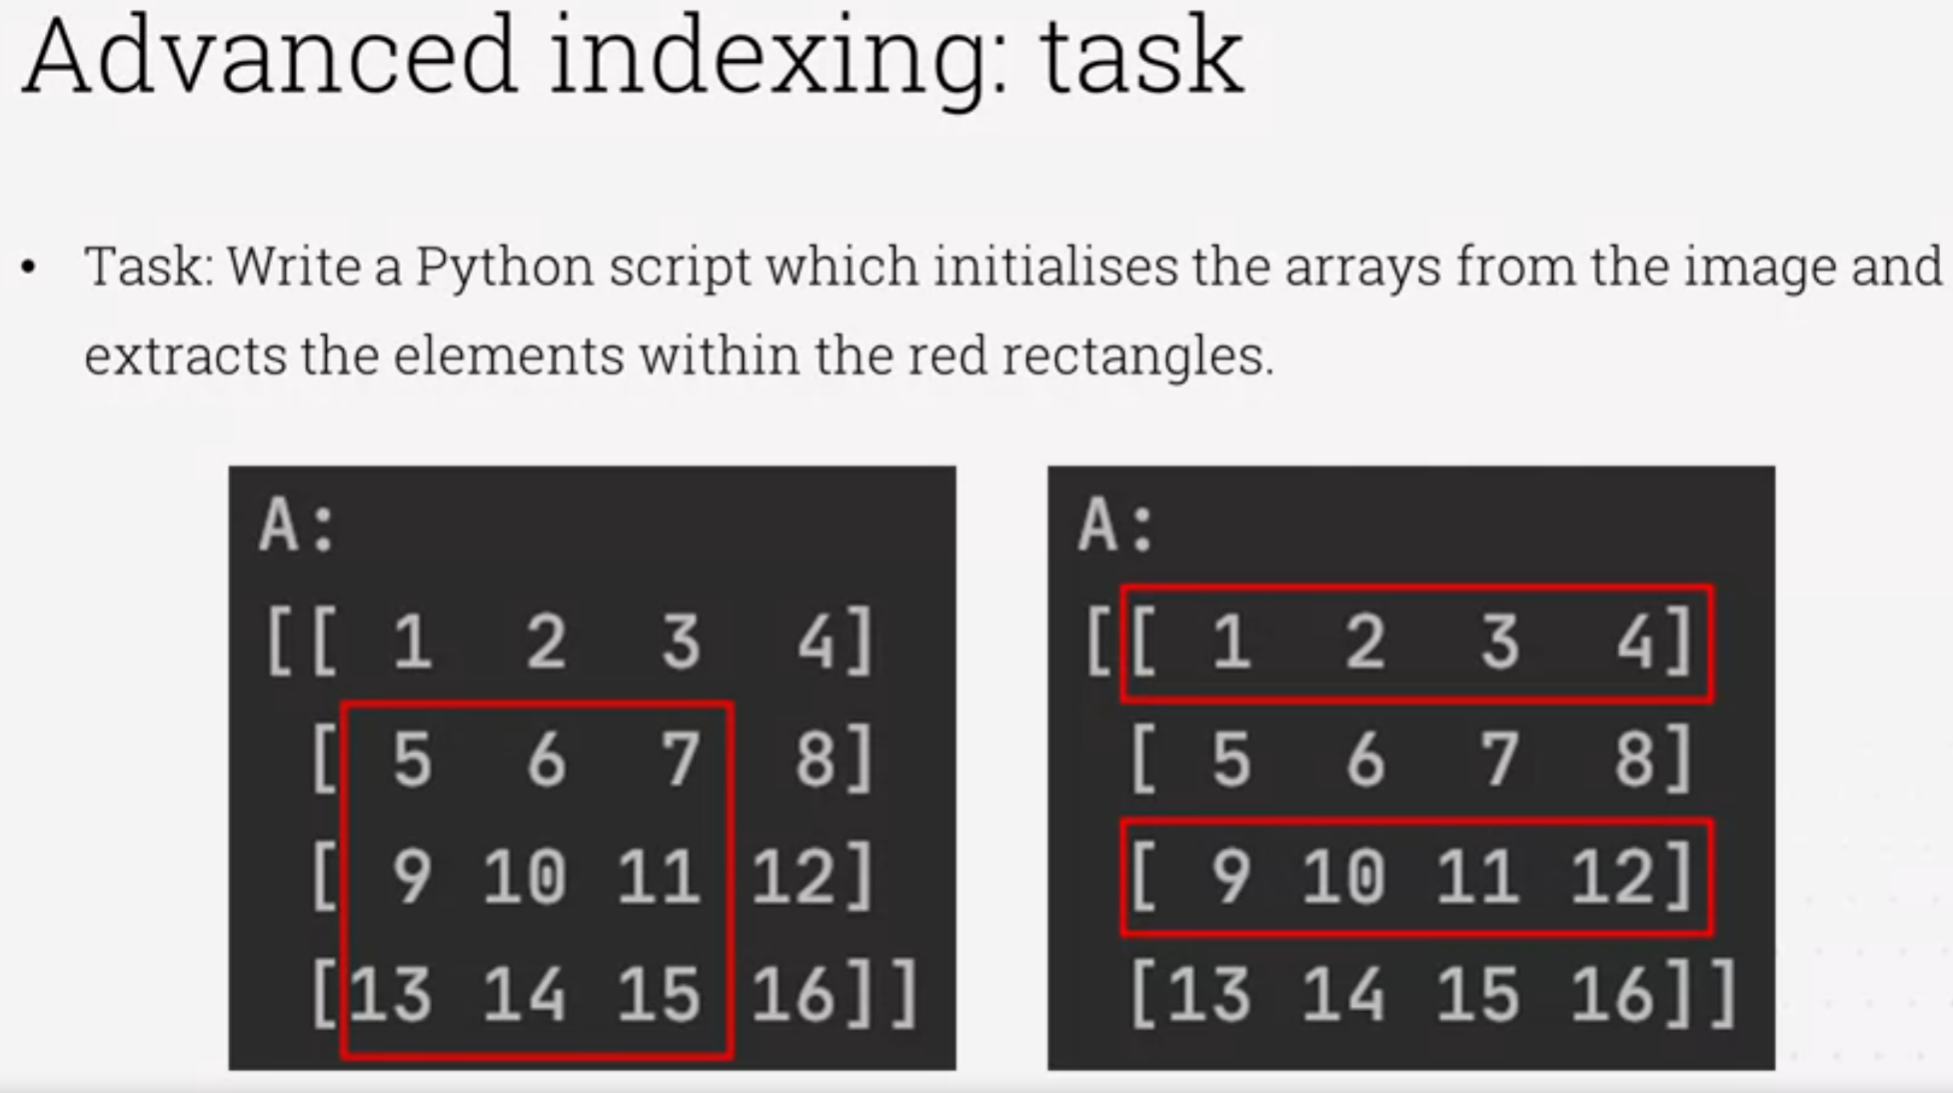 Advanced indexing: task
• Task: Write a Python script which initialises the arrays from the image and
extracts the elements within the red rectangles.
A:
[[ 1  2  3  4]
[ 5  6  7  8]
[ 9 10 11 12]
[13 14 15 16]]
A:
[[ 1  2  3  4]
[ 5  6  7  8]
[ 9 10 11 12]
[13 14 15 16]]